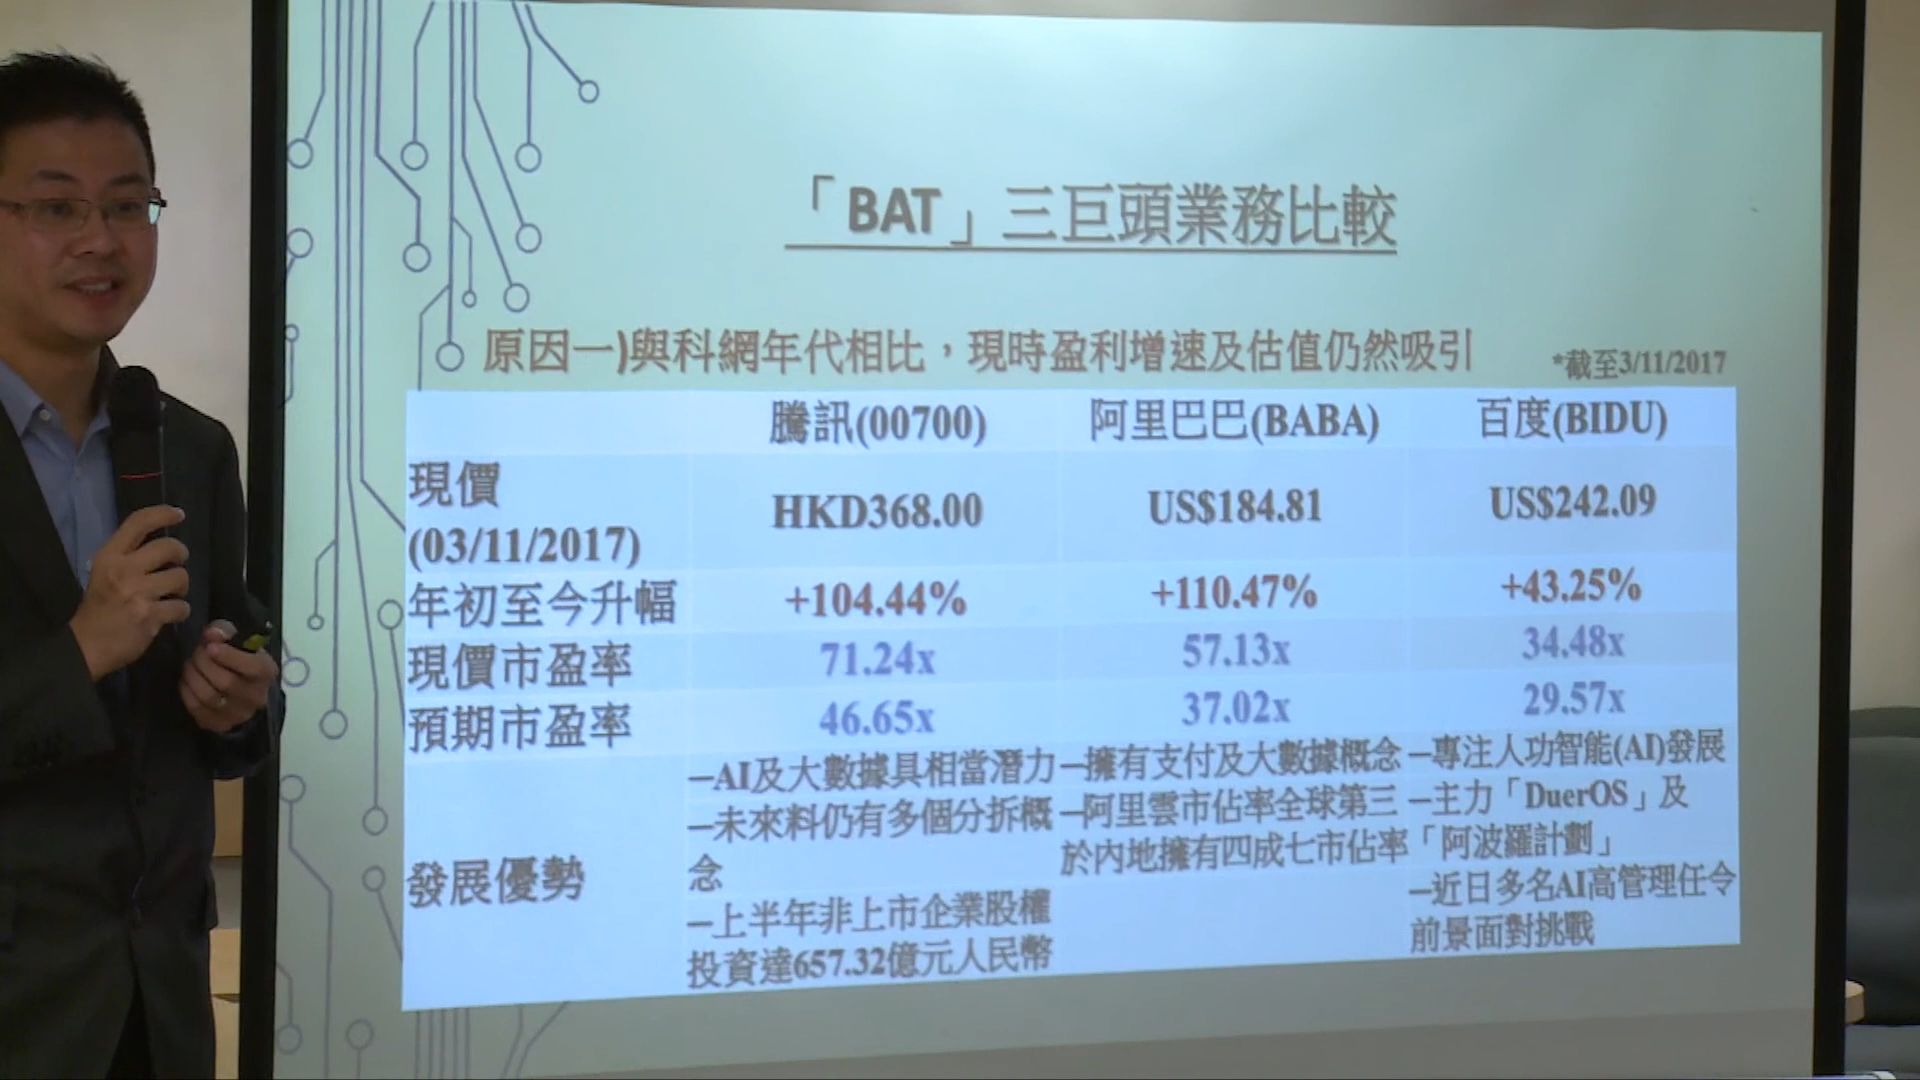 「BAT」三巨頭業務比較
原因一)與科網年代相比，現時盈利增速及估值仍然吸引
*截至3/11/2017
騰訊(00700) 阿里巴巴(BABA) 百度(BIDU)
現價
(03/11/2017) HKD368.00 US$184.81 US$242.09
年初至今升幅 +104.44% +110.47% +43.25%
現價市盈率 71.24x 57.13x 34.48x
預期市盈率 46.65x 37.02x 29.57x
發展優勢
–AI及大數據具相當潛力
–未來料仍有多個分拆概
念
–上半年非上市企業股權
投資達657.32億元人民幣
–擁有支付及大數據概念
–阿里雲市佔率全球第三
於內地擁有四成七市佔率
–專注人功智能(AI)發展
–主力「DuerOS」及
「阿波羅計劃」
–近日多名AI高管理任令
前景面對挑戰